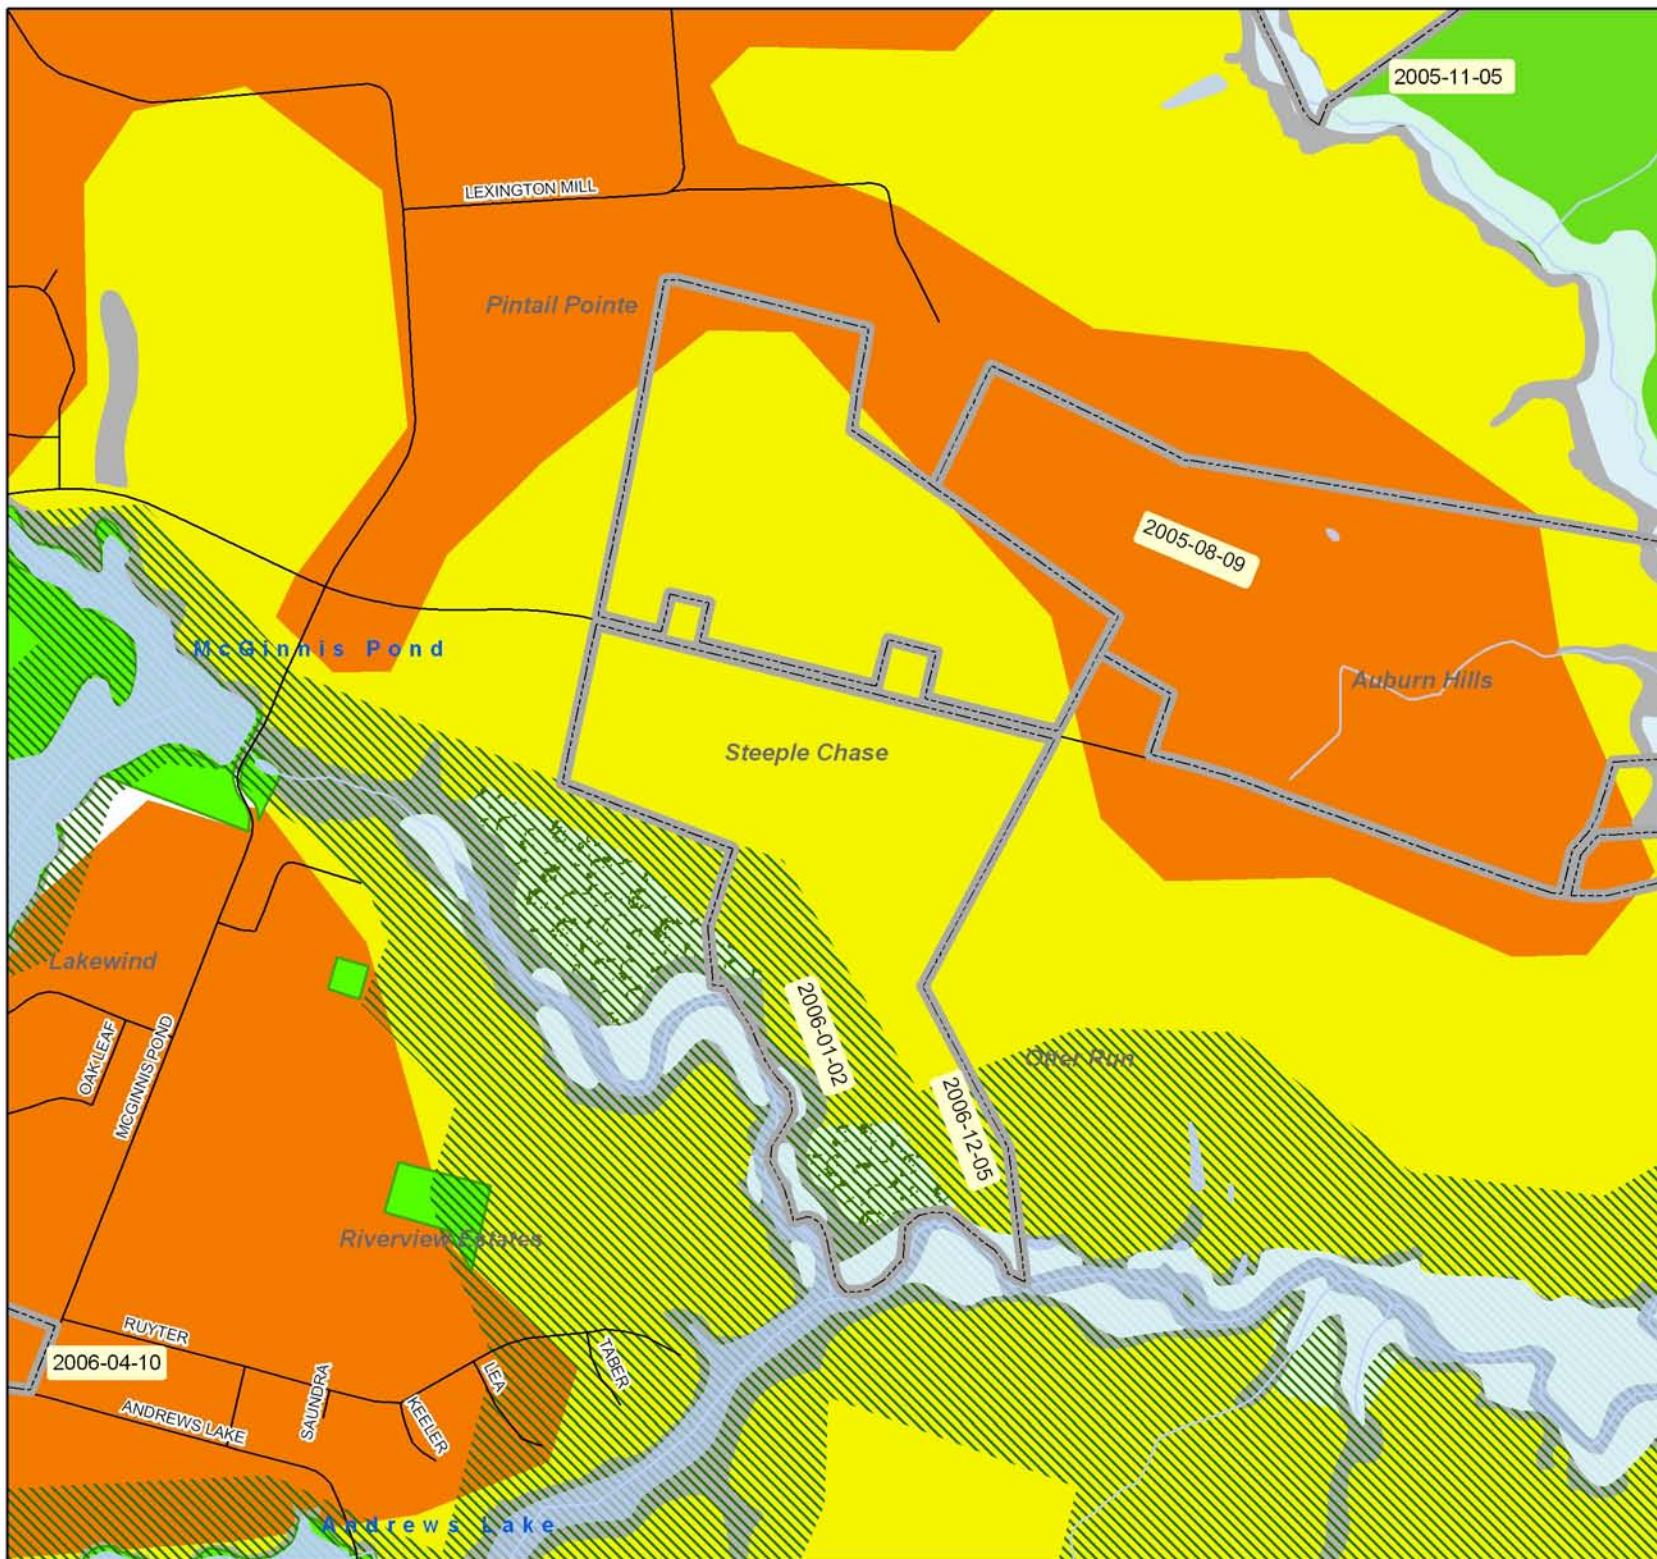 2005-11-05
LEXINGTON MILL
Pintail Pointe
2005-08-09
McGinnis Pond
Auburn Hills
Steeple Chase
Lakewind
2006-01-02
OAK LEAF
MCGINNIS POND
Otter Run
2006-12-05
Riverview Estates
RUYTER
2006-04-10
TABER
LEA
SAUNDRA
KEELER
ANDREWS LAKE
Andrews Lake